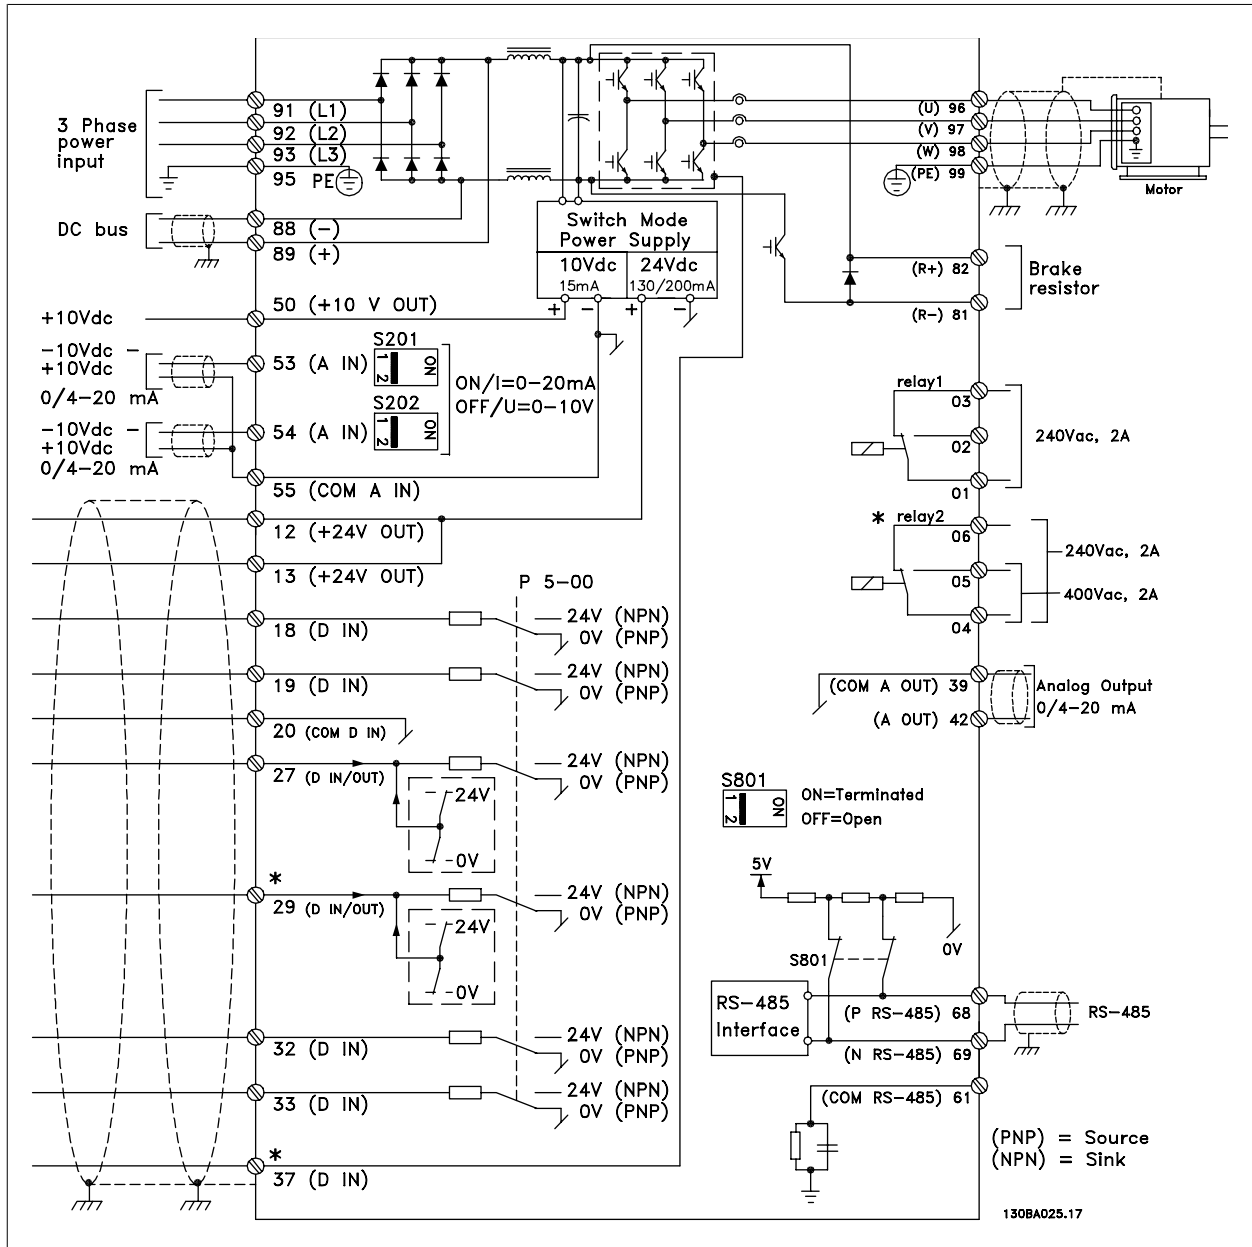 3 Phase
power
input
91 (L1)
92 (L2)
93 (L3)
95 PE
DC bus
88 (−)
89 (+)
+10Vdc
50 (+10 V OUT)
−10Vdc −
+10Vdc
0/4−20 mA
53 (A IN)
S201
1 2
ON
S202
1 2
ON
ON/I=0−20mA
OFF/U=0−10V
−10Vdc −
+10Vdc
0/4−20 mA
54 (A IN)
55 (COM A IN)
12 (+24V OUT)
13 (+24V OUT)
P 5−00
18 (D IN)
24V (NPN)
0V (PNP)
19 (D IN)
24V (NPN)
0V (PNP)
20 (COM D IN)
27 (D IN/OUT)
24V (NPN)
0V (PNP)
24V
0V
*
29 (D IN/OUT)
24V (NPN)
0V (PNP)
24V
0V
32 (D IN)
24V (NPN)
0V (PNP)
33 (D IN)
24V (NPN)
0V (PNP)
*
37 (D IN)
Switch Mode
Power Supply
10Vdc
15mA
24Vdc
130/200mA
+ − + −
(U) 96
(V) 97
(W) 98
(PE) 99
Motor
(R+) 82
(R−) 81
Brake
resistor
relay1
03
02
01
240Vac, 2A
* relay2
06
05
04
240Vac, 2A
400Vac, 2A
(COM A OUT) 39
(A OUT) 42
Analog Output
0/4−20 mA
S801
1 2
ON
ON=Terminated
OFF=Open
5V
0V
S801
RS−485
Interface
(P RS−485) 68
(N RS−485) 69
RS−485
(COM RS−485) 61
(PNP) = Source
(NPN) = Sink
130BA025.17